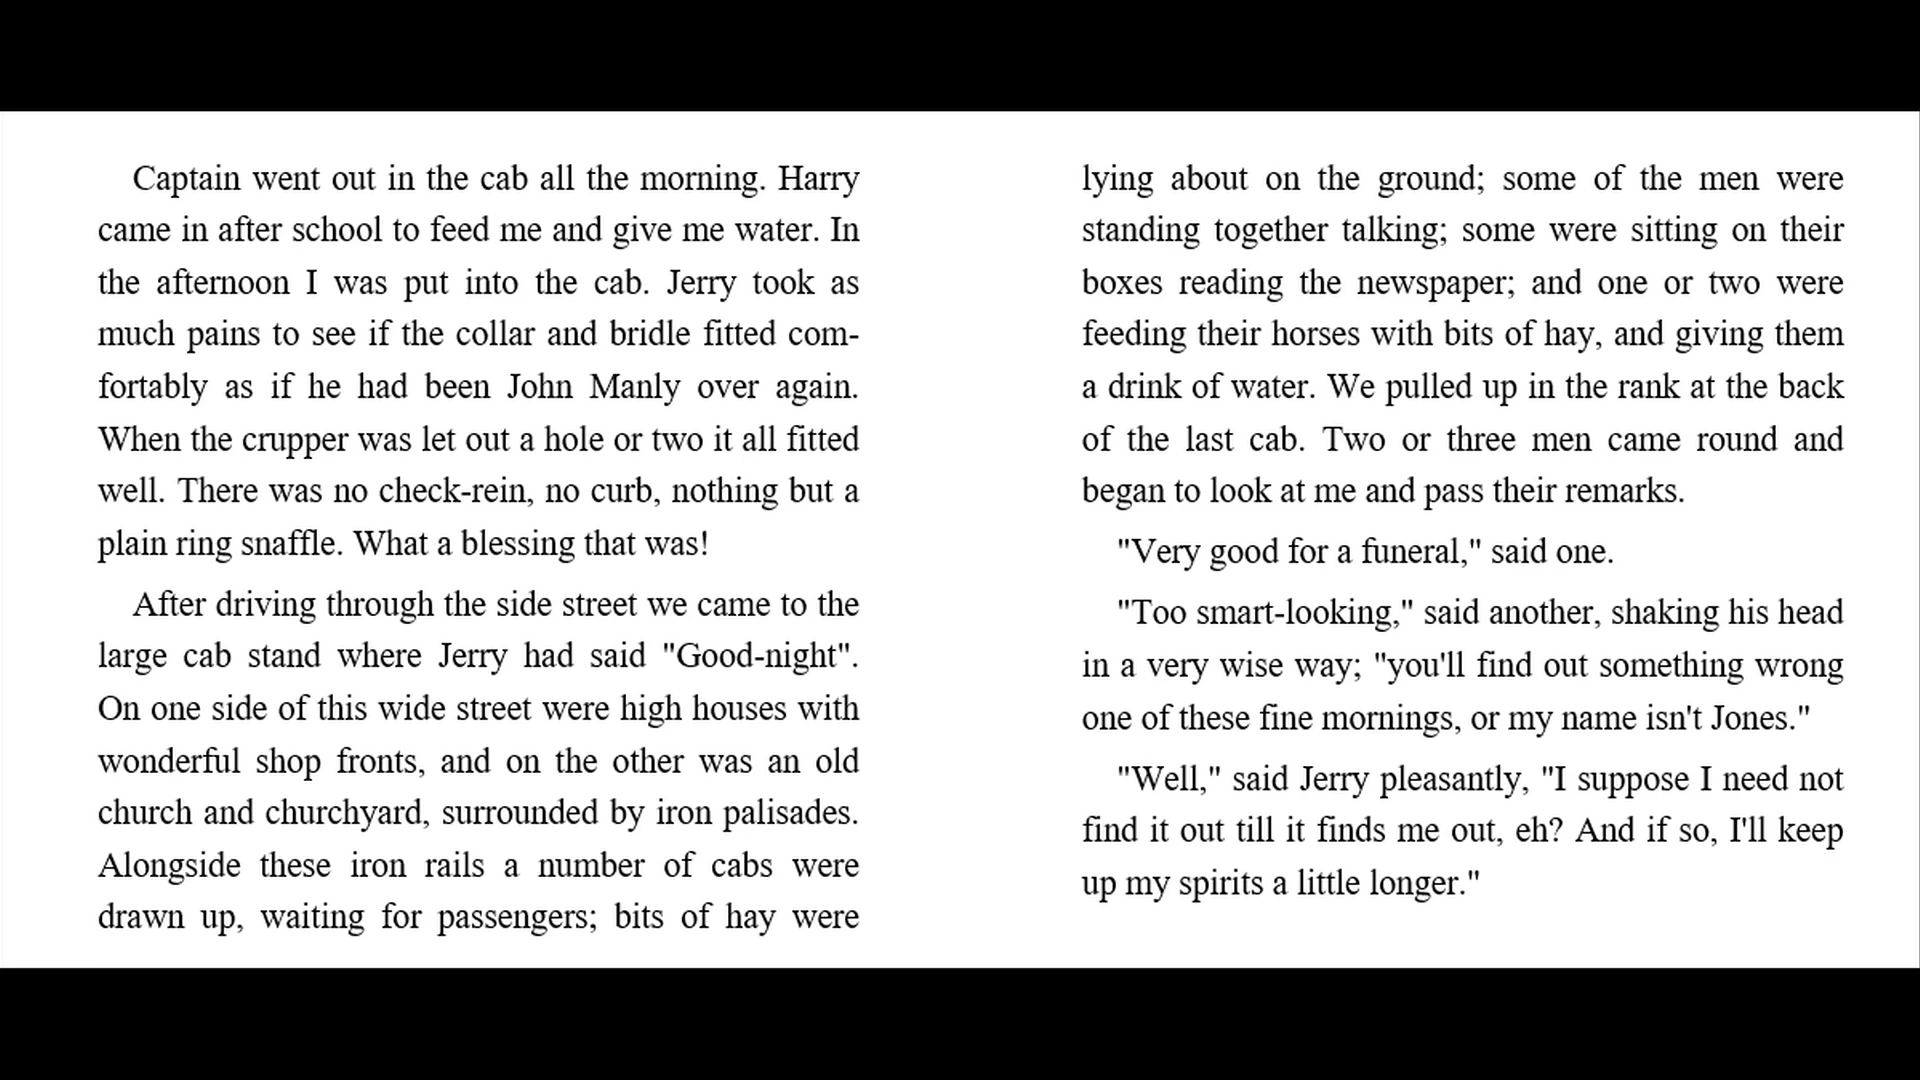 Captain went out in the cab all the morning. Harry
came in after school to feed me and give me water. In
the afternoon I was put into the cab. Jerry took as
much pains to see if the collar and bridle fitted com-
fortably as if he had been John Manly over again.
When the crupper was let out a hole or two it all fitted
well. There was no check-rein, no curb, nothing but a
plain ring snaffle. What a blessing that was!
After driving through the side street we came to the
large cab stand where Jerry had said "Good-night".
On one side of this wide street were high houses with
wonderful shop fronts, and on the other was an old
church and churchyard, surrounded by iron palisades.
Alongside these iron rails a number of cabs were
drawn up, waiting for passengers; bits of hay were
lying about on the ground; some of the men were
standing together talking; some were sitting on their
boxes reading the newspaper; and one or two were
feeding their horses with bits of hay, and giving them
a drink of water. We pulled up in the rank at the back
of the last cab. Two or three men came round and
began to look at me and pass their remarks.
"Very good for a funeral," said one.
"Too smart-looking," said another, shaking his head
in a very wise way; "you'll find out something wrong
one of these fine mornings, or my name isn't Jones."
"Well," said Jerry pleasantly, "I suppose I need not
find it out till it finds me out, eh? And if so, I'll keep
up my spirits a little longer."